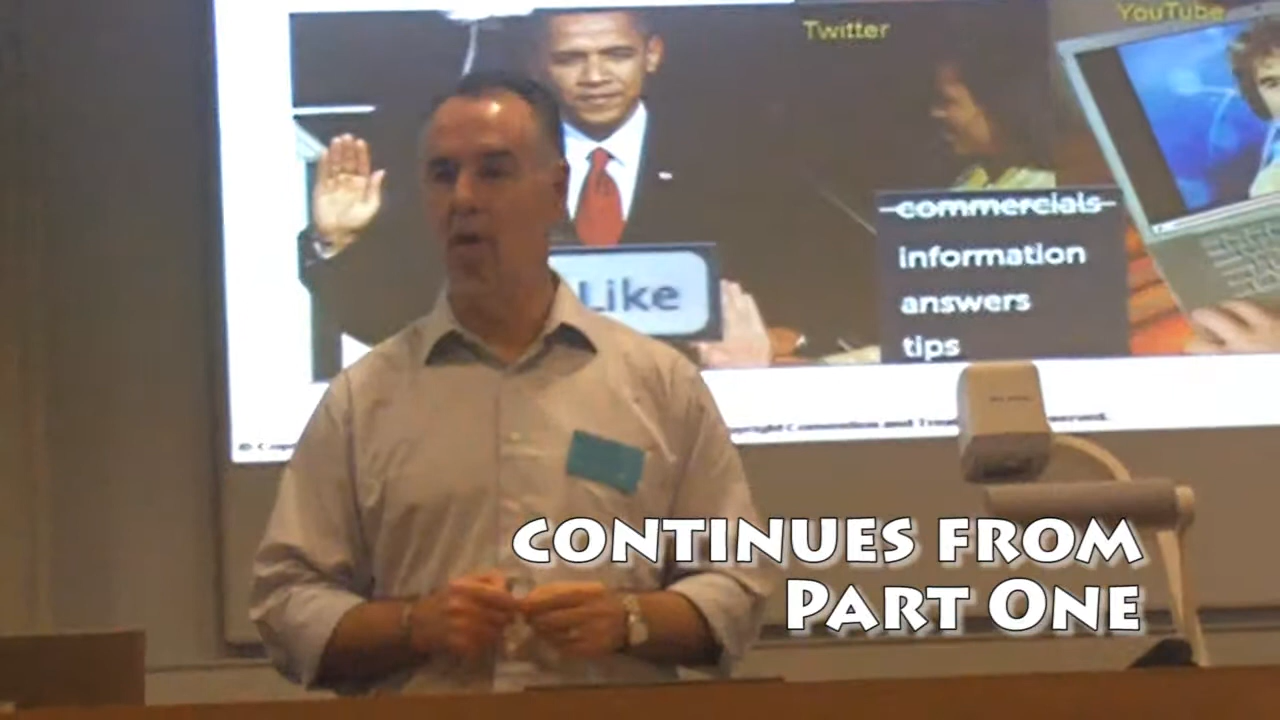 Twitter
YouTube
Like
commercials
information
answers
tips
CONTINUES FROM
PART ONE